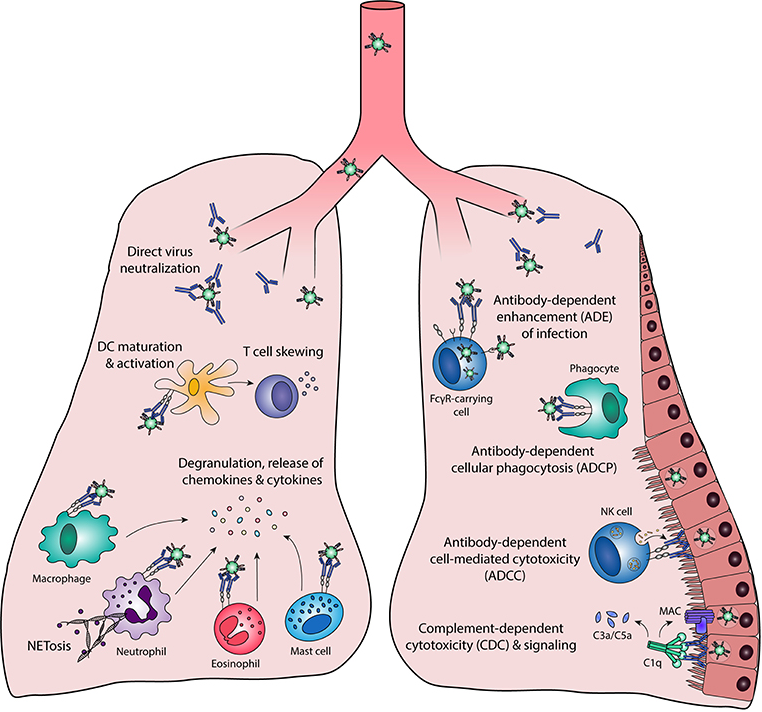 Direct virus
neutralization
DC maturation
& activation
T cell skewing
Degranulation, release of
chemokines & cytokines
Macrophage
NETosis
Neutrophil
Eosinophil
Mast cell
Antibody-dependent
enhancement (ADE)
of infection
FcγR-carrying
cell
Phagocyte
Antibody-dependent
cellular phagocytosis (ADCP)
NK cell
Antibody-dependent
cell-mediated cytotoxicity
(ADCC)
MAC
C3a/C5a
Complement-dependent
cytotoxicity (CDC) & signaling
C1q